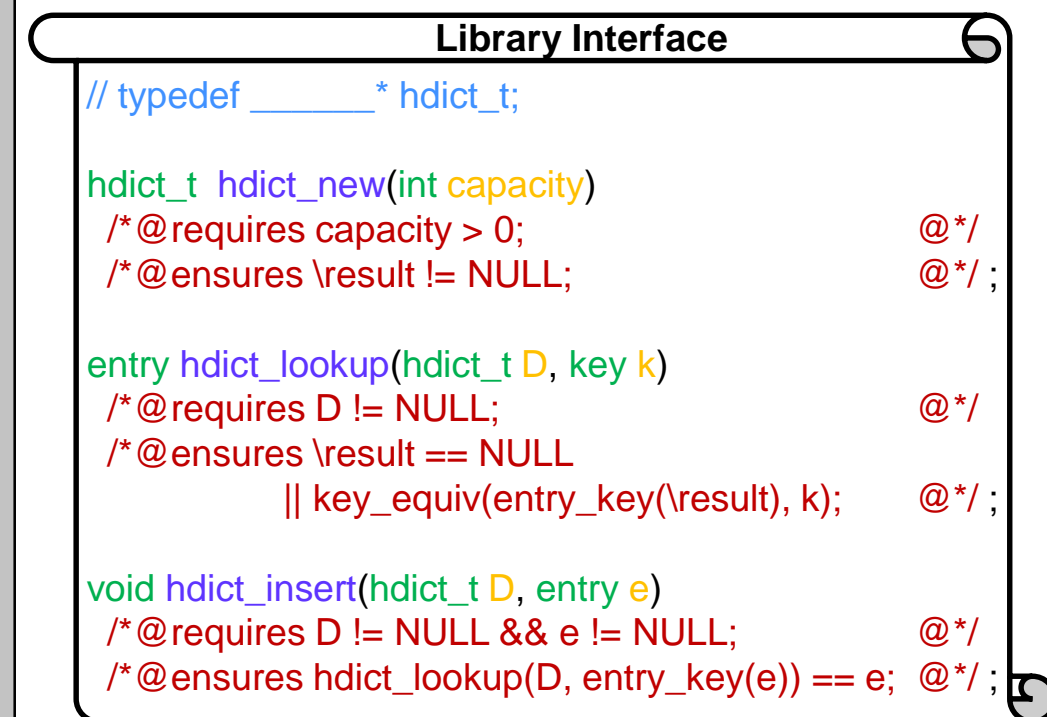 Library Interface
// typedef ______* hdict_t;
hdict_t hdict_new(int capacity)
/*@requires capacity > 0; @*/
/*@ensures \result != NULL; @*/ ;
entry hdict_lookup(hdict_t D, key k)
/*@requires D != NULL; @*/
/*@ensures \result == NULL
|| key_equiv(entry_key(\result), k); @*/ ;
void hdict_insert(hdict_t D, entry e)
/*@requires D != NULL && e != NULL; @*/
/*@ensures hdict_lookup(D, entry_key(e)) == e; @*/ ;